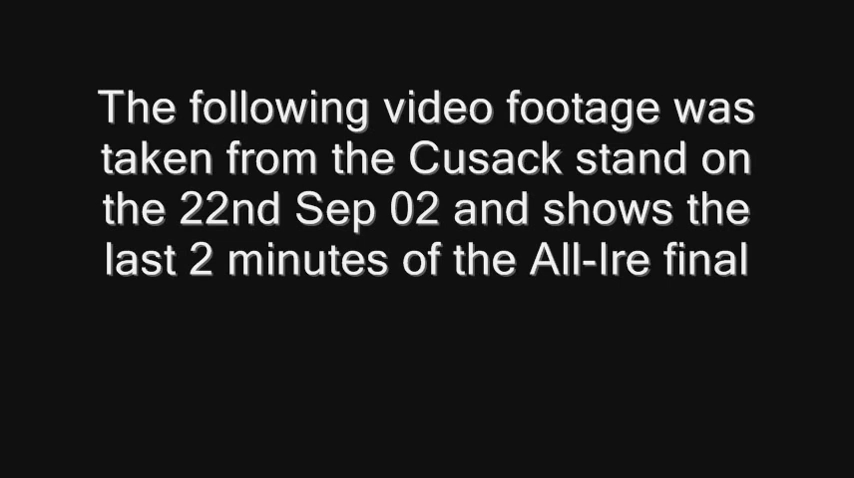 The following video footage was
taken from the Cusack stand on
the 22nd Sep 02 and shows the
last 2 minutes of the All-Ire final